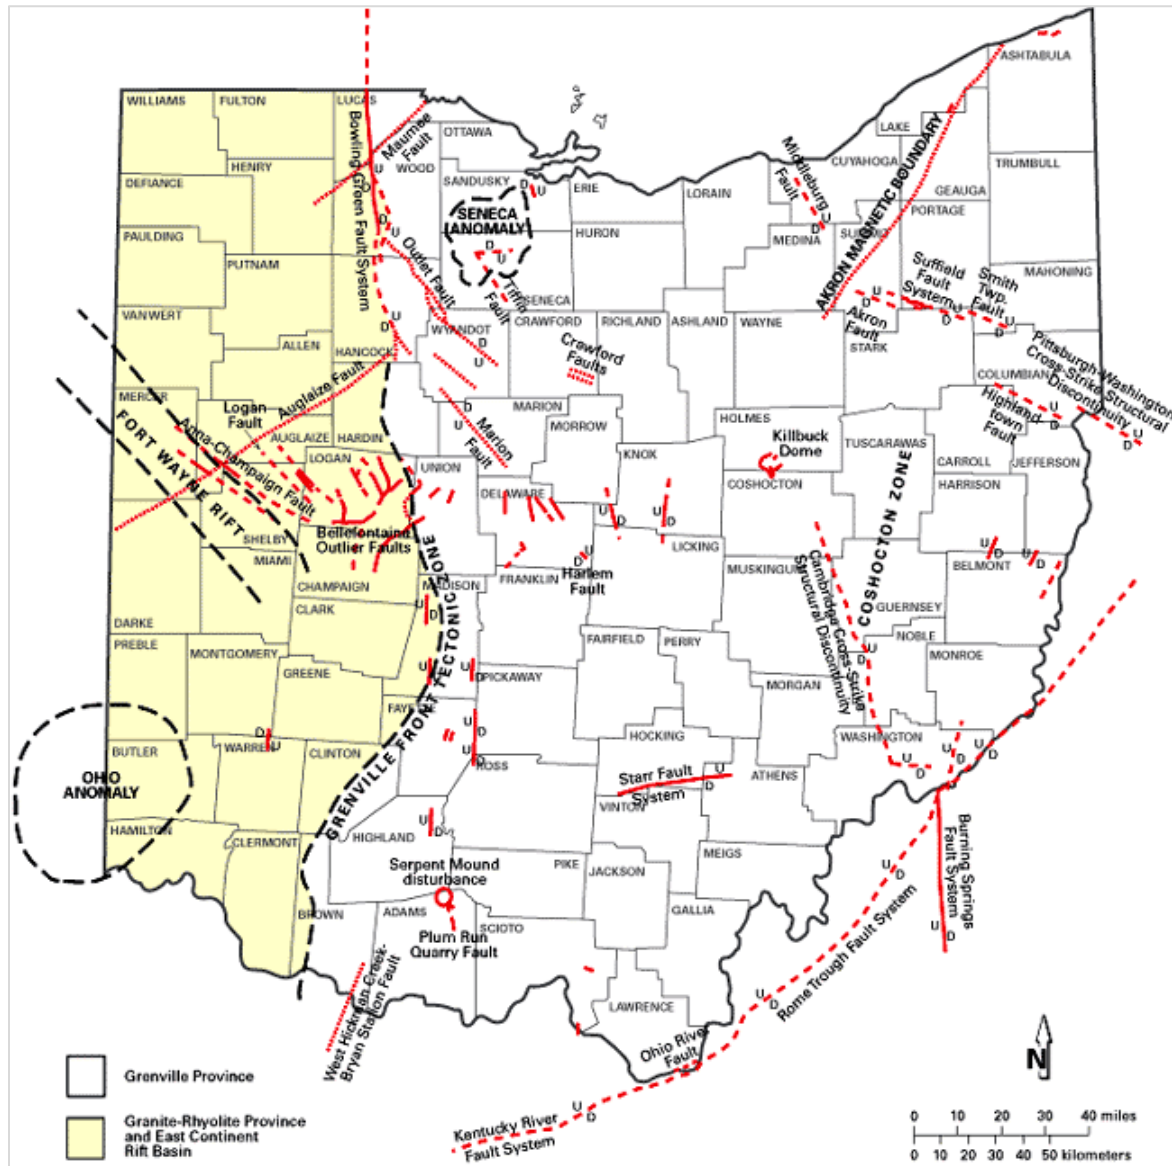 ASHTABULA
WILLIAMS
FULTON
LUCAS
OTTAWA
LAKE
Maumee
Fault
WOOD
HENRY
DEFIANCE
SANDUSKY
ERIE
LORAIN
CUYAHOGA
GEAUGA
TRUMBULL
Middleburg
Fault
AKRON MAGNETIC BOUNDARY
Bowling Green Fault System
SENECA
ANOMALY
PAULDING
PUTNAM
HURON
MEDINA
PORTAGE
MAHONING
Outlet Fault
Tiffin
Fault
SENECA
Suffield
Fault
System
Smith
Twp.
Fault
Akron
Fault
VANWERT
ALLEN
HANCOCK
WYANDOT
CRAWFORD
RICHLAND
ASHLAND
WAYNE
STARK
Crawford
Faults
COLUMBIANA
Pittsburgh-Washington
Cross-Strike Structural
Discontinuity
Highland-
town
Fault
MERCER
Logan
Fault
Auglaize Fault
AUGLAIZE
HARDIN
MARION
MORROW
Marion
Fault
HOLMES
Killbuck
Dome
TUSCARAWAS
CARROLL
JEFFERSON
HARRISON
FORT WAYNE RIFT
Anna-Champaign Fault
LOGAN
UNION
DELAWARE
KNOX
COSHOCTON
COSHOCTON ZONE
SHELBY
Bellefontaine
Outlier Faults
MIAMI
CHAMPAIGN
MADISON
FRANKLIN
Harlem
Fault
LICKING
MUSKINGUM
Cambridge Cross-Strike
Structural Discontinuity
BELMONT
GUERNSEY
NOBLE
MONROE
DARKE
CLARK
PREBLE
MONTGOMERY
GREENE
FAIRFIELD
PERRY
MORGAN
PICKAWAY
FAYETTE
GRENVILLE FRONT TECTONIC ZONE
BUTLER
WARREN
CLINTON
ROSS
HOCKING
WASHINGTON
OHIO
ANOMALY
Starr Fault
System
VINTON
ATHENS
HAMILTON
CLERMONT
HIGHLAND
PIKE
JACKSON
MEIGS
Burning Springs
Fault System
Serpent Mound
disturbance
BROWN
ADAMS
SCIOTO
GALLIA
Plum Run
Quarry Fault
West Hickman Creek-
Bryan Station Fault
LAWRENCE
Rome Trough Fault System
Ohio River
Fault
Kentucky River
Fault System
N
Grenville Province
Granite-Rhyolite Province
and East Continent
Rift Basin
0 10 20 30 40 miles
0 10 20 30 40 50 kilometers